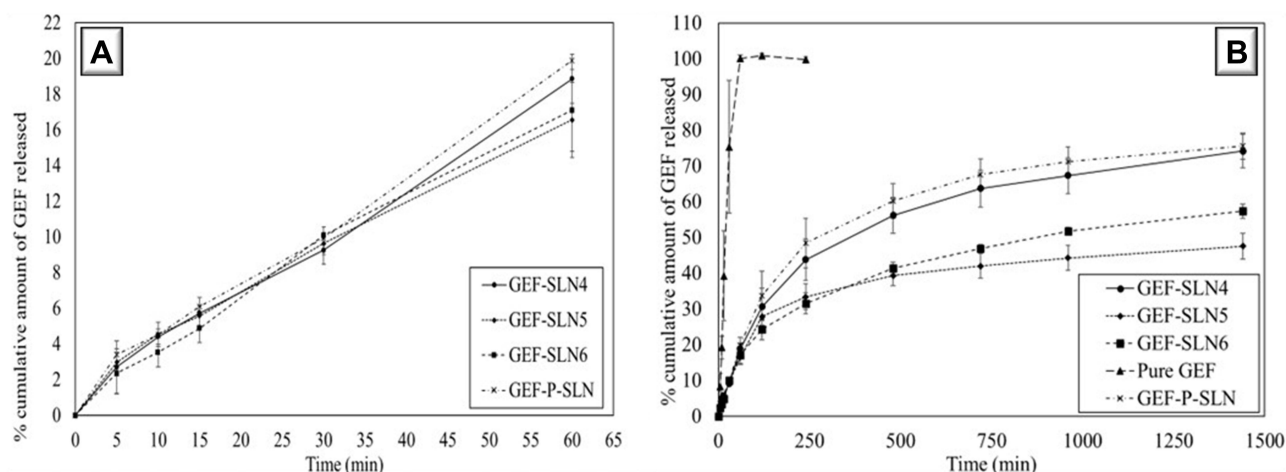 A
% cumulative amount of GEF released
22
20
18
16
14
12
10
8
6
4
2
0
0 5 10 15 20 25 30 35 40 45 50 55 60 65
Time (min)
GEF-SLN4
GEF-SLN5
GEF-SLN6
GEF-P-SLN
B
% cumulative amount of GEF released
110
100
90
80
70
60
50
40
30
20
10
0
0 250 500 750 1000 1250 1500
Time (min)
GEF-SLN4
GEF-SLN5
GEF-SLN6
Pure GEF
GEF-P-SLN